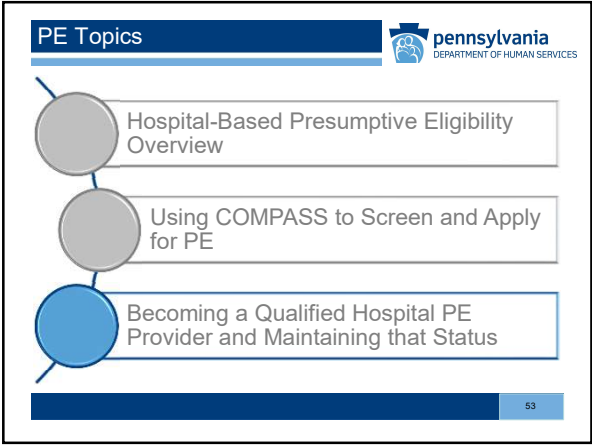 PE Topics
pennsylvania
DEPARTMENT OF HUMAN SERVICES
Hospital-Based Presumptive Eligibility
Overview
Using COMPASS to Screen and Apply
for PE
Becoming a Qualified Hospital PE
Provider and Maintaining that Status
53